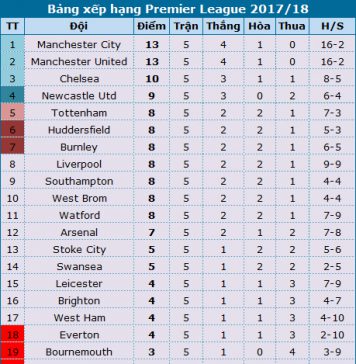 Bảng xếp hạng Premier League 2017/18
TT Đội Điểm Trận Thắng Hòa Thua H/S
1 Manchester City 13 5 4 1 0 16-2
2 Manchester United 13 5 4 1 0 16-2
3 Chelsea 10 5 3 1 1 8-5
4 Newcastle Utd 9 5 3 0 2 6-4
5 Tottenham 8 5 2 2 1 7-3
6 Huddersfield 8 5 2 2 1 5-3
7 Burnley 8 5 2 2 1 6-5
8 Liverpool 8 5 2 2 1 9-9
9 Southampton 8 5 2 2 1 4-4
10 West Brom 8 5 2 2 1 4-4
11 Watford 8 5 2 2 1 7-9
12 Arsenal 7 5 2 1 2 7-8
13 Stoke City 5 5 1 2 2 5-6
14 Swansea 5 5 1 2 2 2-5
15 Leicester 4 5 1 1 3 7-9
16 Brighton 4 5 1 1 3 4-7
17 West Ham 4 5 1 1 3 4-10
18 Everton 4 5 1 1 3 2-10
19 Bournemouth 3 5 1 0 4 3-9